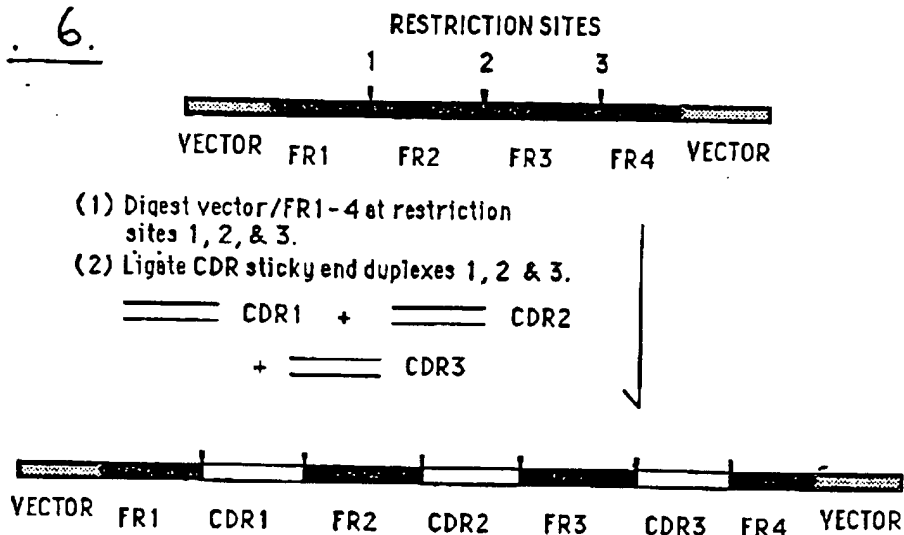 . 6.
RESTRICTION SITES
1 2 3
VECTOR FR1 FR2 FR3 FR4 VECTOR
(1) Digest vector/FR1-4 at restriction
sites 1, 2, & 3.
(2) Ligate CDR sticky end duplexes 1, 2 & 3.
CDR1 + CDR2
+ CDR3
VECTOR FR1 CDR1 FR2 CDR2 FR3 CDR3 FR4 VECTOR